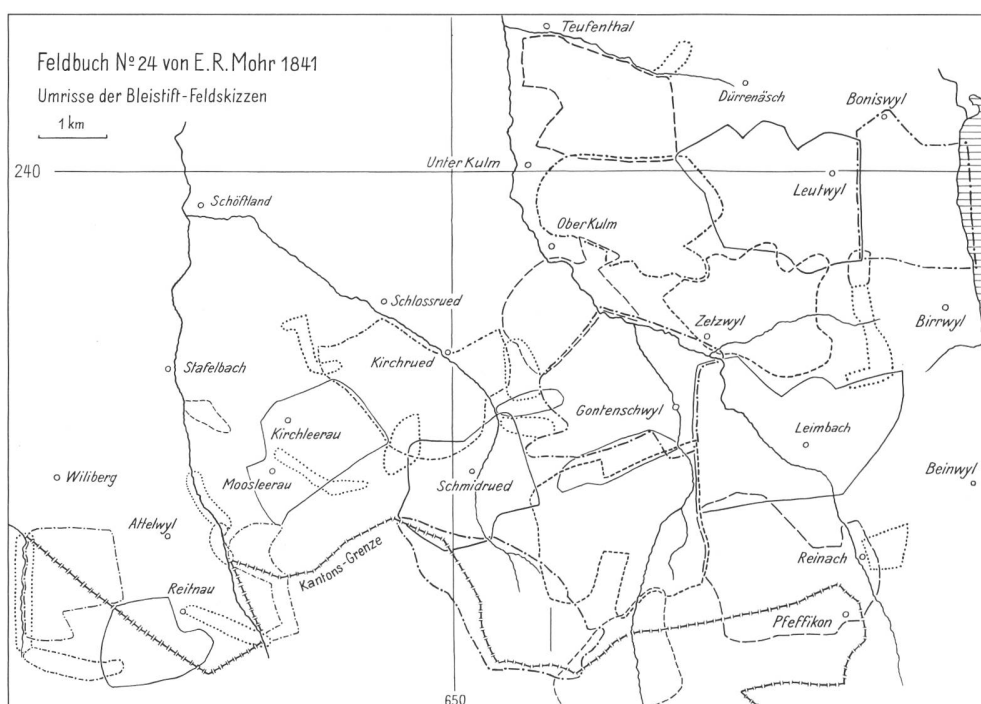 Feldbuch Nº 24 von E.R. Mohr 1841
Umrisse der Bleistift-Feldskizzen
1 km
Teufenthal
Dürrenäsch
Boniswyl
240
Unter Kulm
Leutwyl
Schöftland
Ober Kulm
Schlossrued
Zetzwyl
Birrwyl
Kirchrued
Stafelbach
Gontenschwyl
Kirchleerau
Leimbach
Wiliberg
Moosleerau
Schmidrued
Beinwyl
Attelwyl
Kantons-Grenze
Reinach
Reitnau
Pfeffikon
650